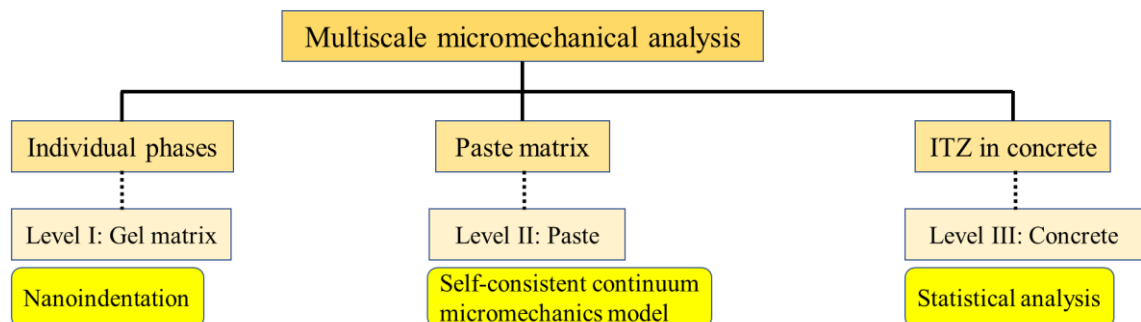 Multiscale micromechanical analysis
Individual phases
Paste matrix
ITZ in concrete
Level I: Gel matrix
Level II: Paste
Level III: Concrete
Nanoindentation
Self-consistent continuum
micromechanics model
Statistical analysis